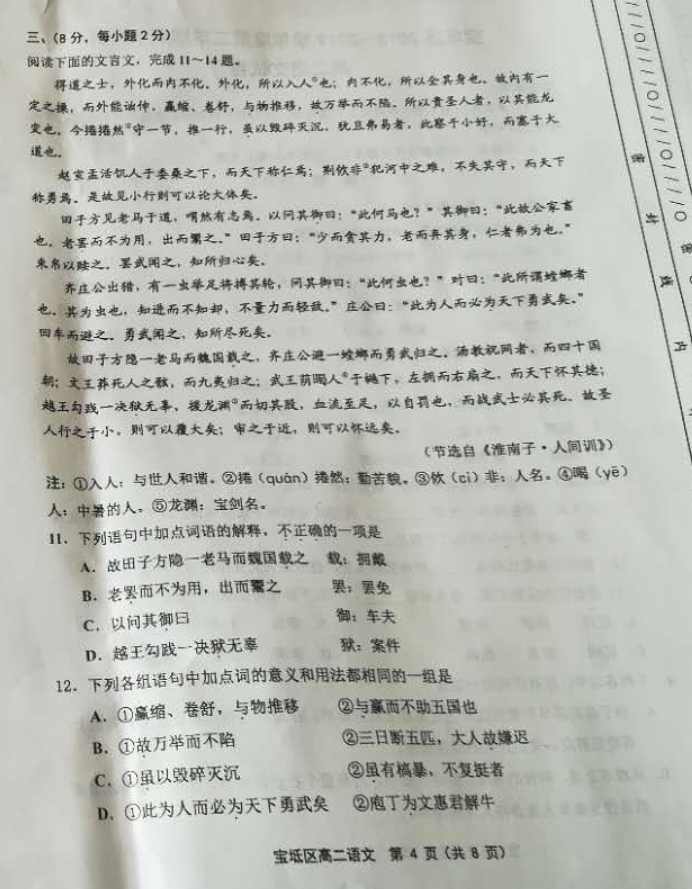 三、（8分，每小题2分）
阅读下面的文言文，完成11～14题。
得道之士，外化而内不化。外化，所以入人①也；内不化，所以全其身也。故内有一
定之操，而外能诎伸、赢缩、卷舒，与物推移，故万举而不陷。所以贵圣人者，以其能龙
变也。今捲捲然②守一节，推一行，虽以毁碎灭沉，犹且弗易者，此察于小好，而塞于大
道也。
赵宣孟活饥人于委桑之下，而天下称仁焉；荆佽非③犯河中之难，不失其守，而天下
称勇焉。是故见小行则可以论大体矣。
田子方见老马于道，喟然有志焉。以问其御曰：“此何马也？”其御曰：“此故公家畜
也。老罢而不为用，出而鬻之。”田子方曰：“少而贪其力，老而弃其身，仁者弗为也。”
束帛以赎之。罢武闻之，知所归心矣。
齐庄公出猎，有一虫举足将搏其轮，问其御曰：“此何虫也？”对曰：“此所谓螳螂者
也。其为虫也，知进而不知却，不量力而轻敌。”庄公曰：“此为人而必为天下勇武矣。”
回车而避之。勇武闻之，知所尽死矣。
故田子方隐一老马而魏国载之，齐庄公避一螳螂而勇武归之。汤教祝网者，而四十国
朝；文王葬死人之骸，而九夷归之；武王荫暍人④于樾下，左拥而右扇之，而天下怀其德；
越王勾践一决狱无辜，援龙渊⑤而切其股，血流至足，以自罚也，而战武士必其死。故圣
人行之于小，则可以覆大矣；审之于近，则可以怀远矣。
（节选自《淮南子·人间训》）
注：①入人：与世人和谐。②捲（quán）捲然：勤苦貌。③佽（cì）非：人名。④暍（yē）
人：中暑的人。⑤龙渊：宝剑名。
11．下列语句中加点词语的解释，不正确的一项是
A．故田子方隐一老马而魏国载之 载：拥戴
B．老罢而不为用，出而鬻之 罢：罢免
C．以问其御曰 御：车夫
D．越王勾践一决狱无辜 狱：案件
12．下列各组语句中加点词的意义和用法都相同的一组是
A．①赢缩、卷舒，与物推移 ②与嬴而不助五国也
B．①故万举而不陷 ②三日断五匹，大人故嫌迟
C．①虽以毁碎灭沉 ②虽有槁暴，不复挺者
D．①此为人而必为天下勇武矣 ②庖丁为文惠君解牛
宝坻区高二语文 第 4 页（共 8 页）
密
封
线
内